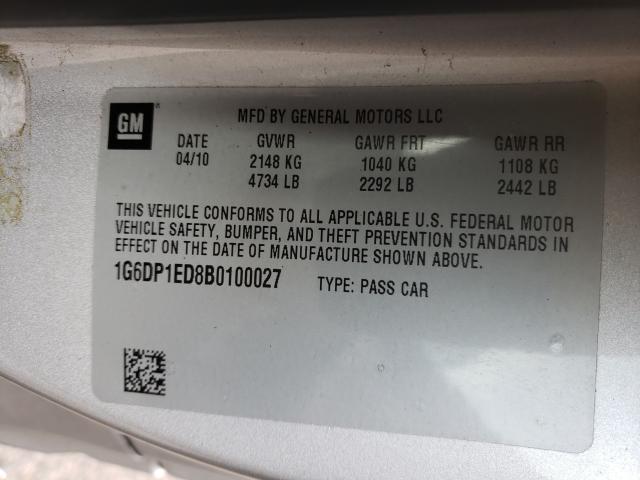 GM
MFD BY GENERAL MOTORS LLC
DATE GVWR GAWR FRT GAWR RR
04/10 2148 KG 1040 KG 1108 KG
4734 LB 2292 LB 2442 LB
THIS VEHICLE CONFORMS TO ALL APPLICABLE U.S. FEDERAL MOTOR
VEHICLE SAFETY, BUMPER, AND THEFT PREVENTION STANDARDS IN
EFFECT ON THE DATE OF MANUFACTURE SHOWN ABOVE.
1G6DP1ED8B0100027 TYPE: PASS CAR